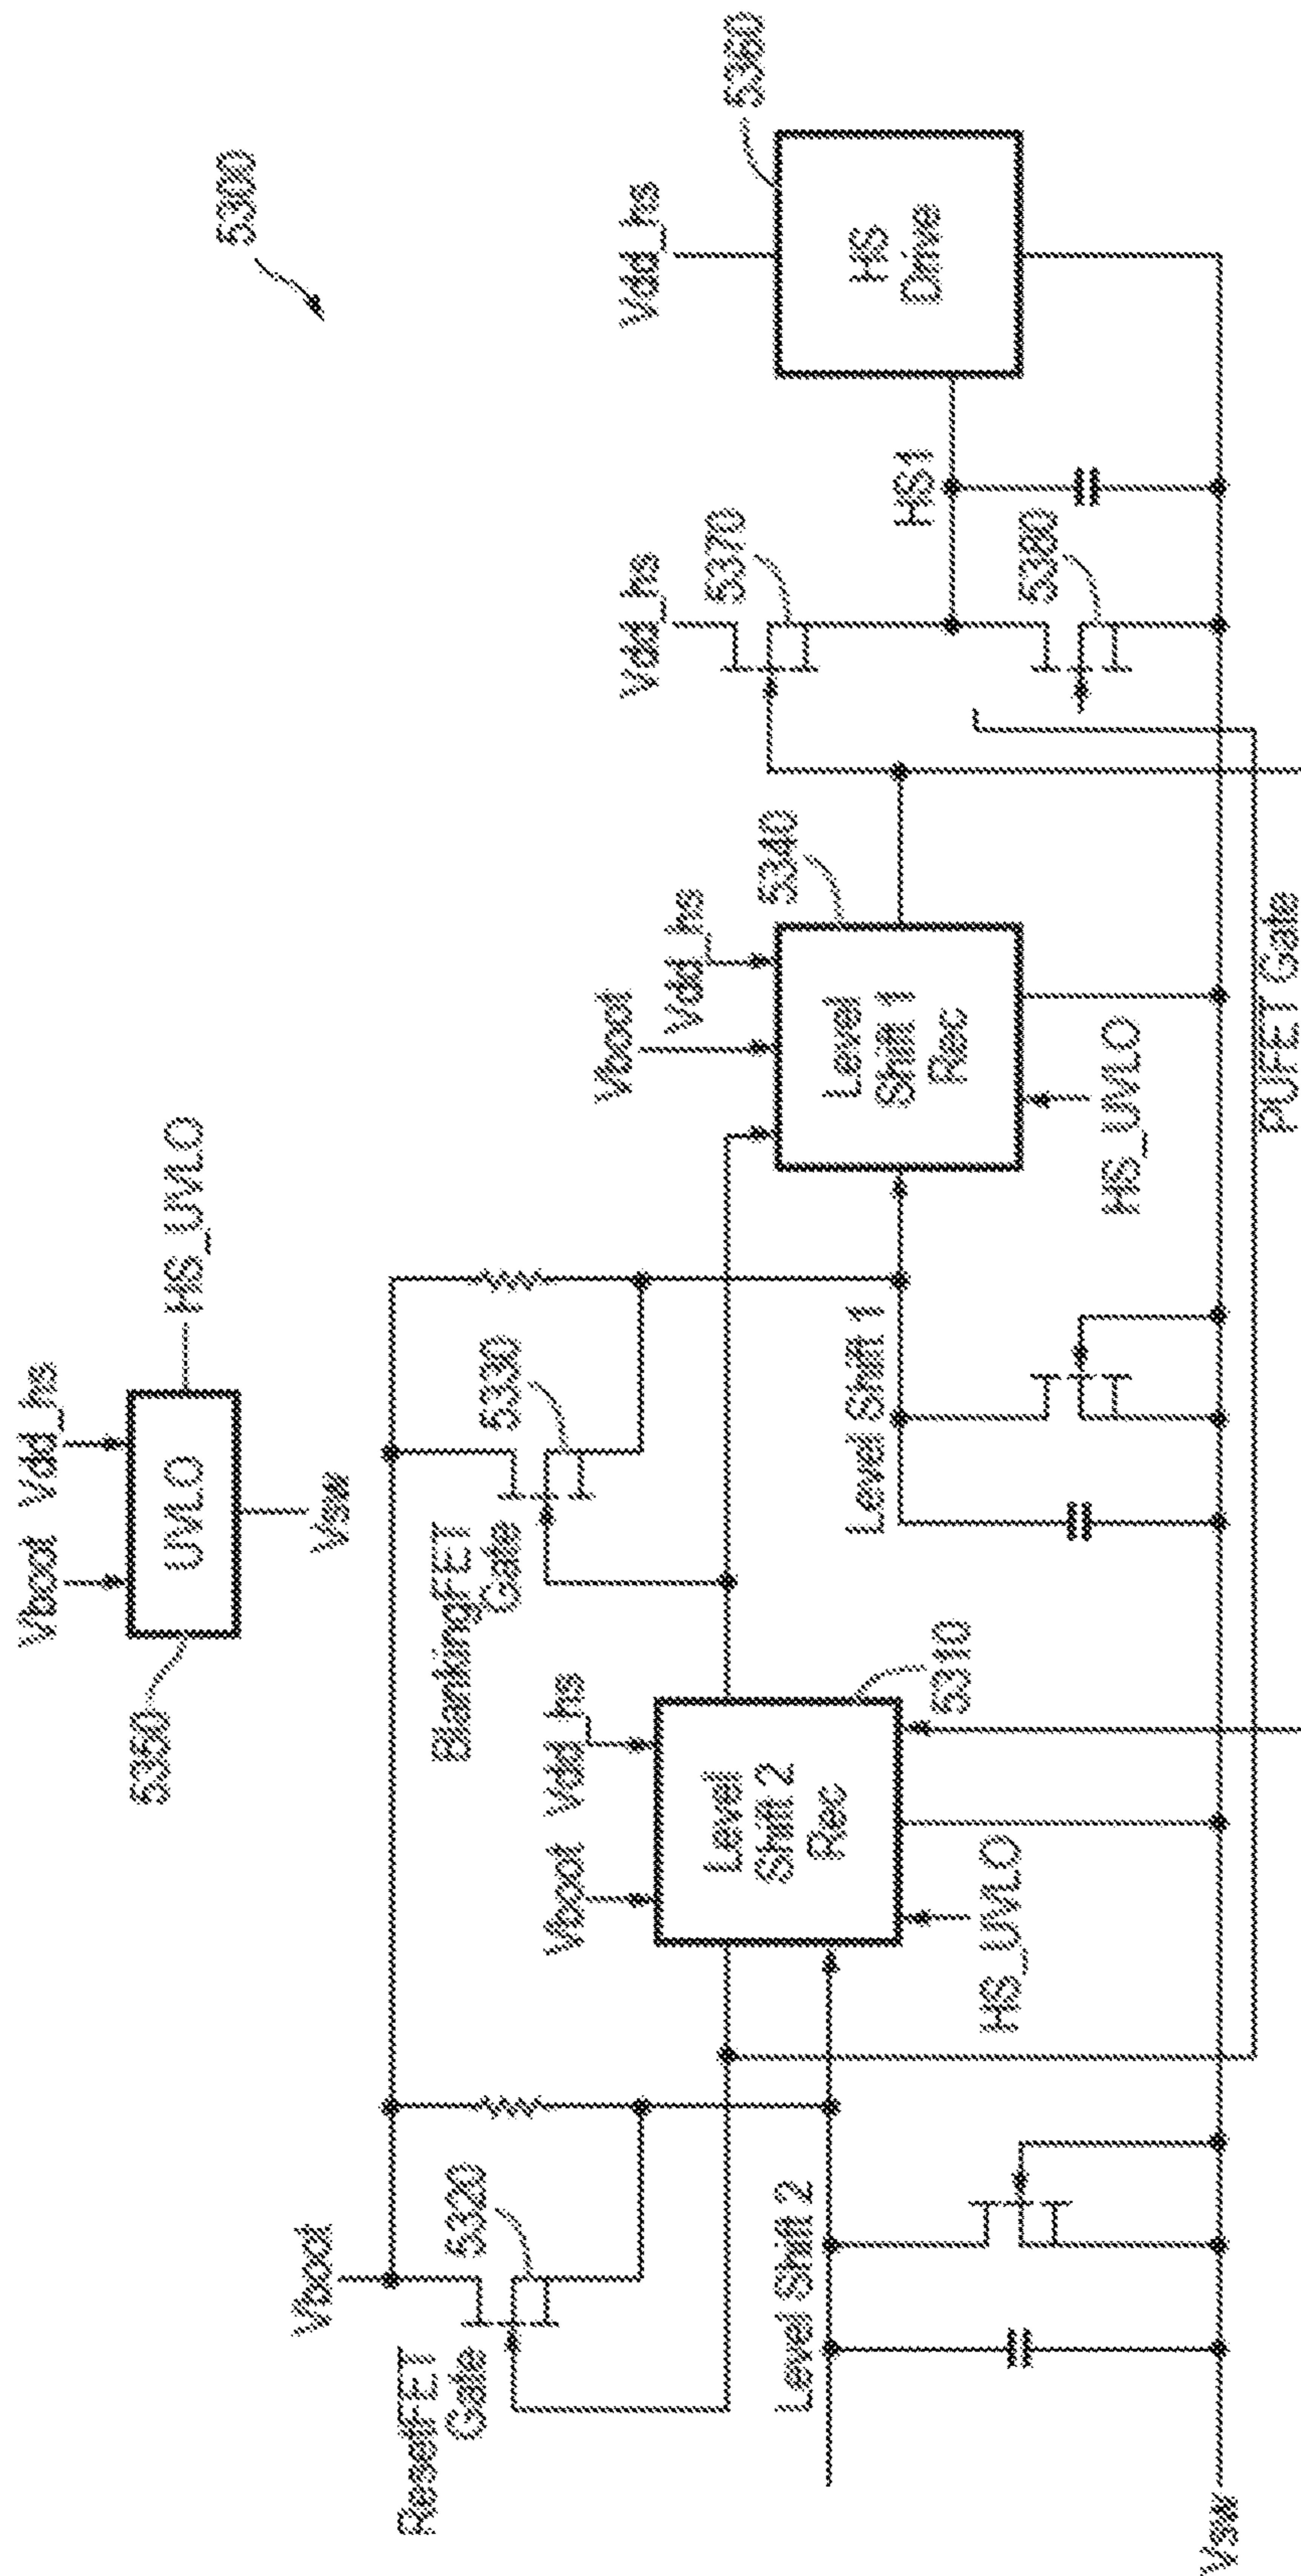 5300
Vboot
Vdd_hs
UVLO
HS_UVLO
Vsw
5350
Vboot
ResetFET
Gate
5320
BlankingFET
Gate
5330
Level Shift 2
Vboot
Vdd_hs
Level
Shift 2
Rec
5310
HS_UVLO
Level Shift 1
Vboot
Vdd_hs
Level
Shift 1
Rec
5340
HS_UVLO
Vdd_hs
5370
HS1
5380
Vdd_hs
HS
Drive
5360
Vsw
PUFET Gate